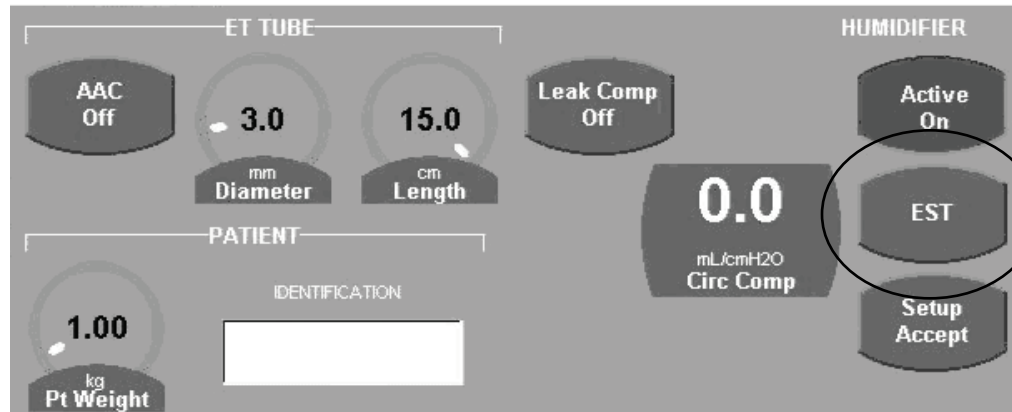 ET TUBE
HUMIDIFIER
AAC
Off
3.0
mm
Diameter
15.0
cm
Length
Leak Comp
Off
Active
On
0.0
mL/cmH2O
Circ Comp
EST
PATIENT
IDENTIFICATION
1.00
kg
Pt Weight
Setup
Accept